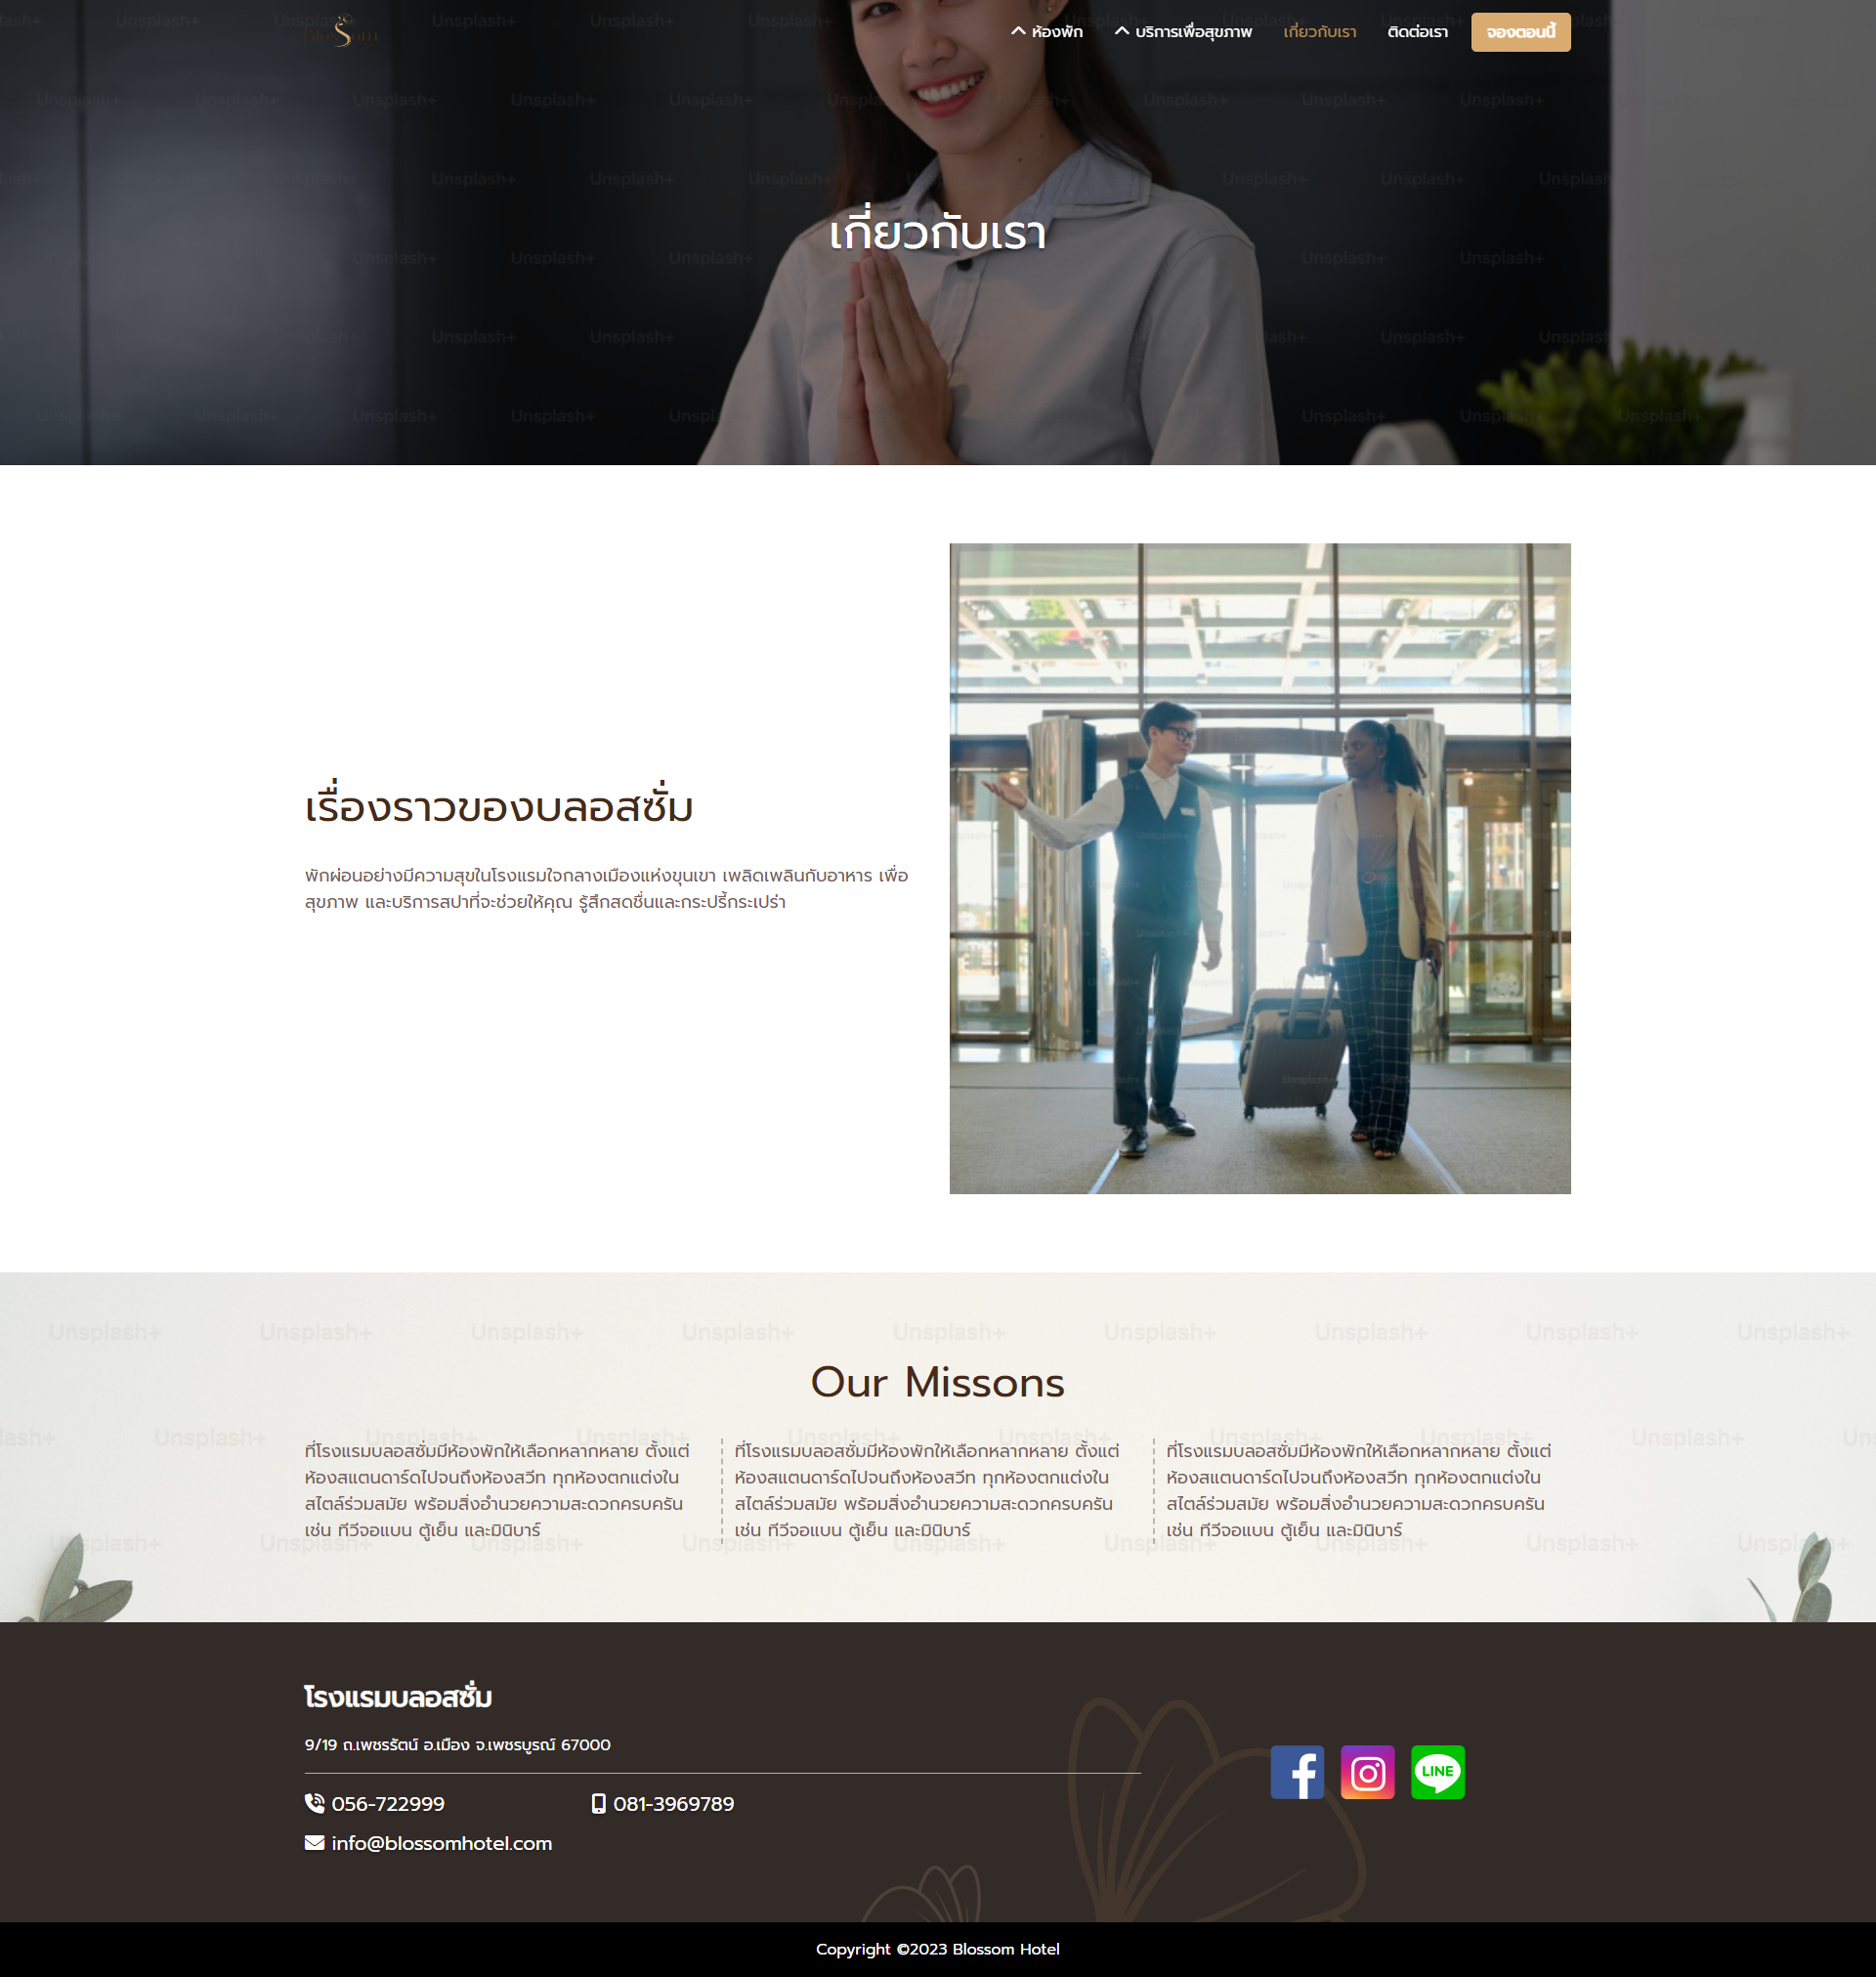 Blossom
ห้องพัก
บริการเพื่อสุขภาพ
เกี่ยวกับเรา
ติดต่อเรา
จองตอนนี้
เกี่ยวกับเรา
เรื่องราวของบลอสซั่ม
พักผ่อนอย่างมีความสุขในโรงแรมใจกลางเมืองแห่งขุนเขา เพลิดเพลินกับอาหาร เพื่อ
สุขภาพ และบริการสปาที่จะช่วยให้คุณ รู้สึกสดชื่นและกระปรี้กระเปร่า
Our Missons
ที่โรงแรมบลอสซั่มมีห้องพักให้เลือกหลากหลาย ตั้งแต่
ห้องสแตนดาร์ดไปจนถึงห้องสวีท ทุกห้องตกแต่งใน
สไตล์ร่วมสมัย พร้อมสิ่งอำนวยความสะดวกครบครัน
เช่น ทีวีจอแบน ตู้เย็น และมินิบาร์
ที่โรงแรมบลอสซั่มมีห้องพักให้เลือกหลากหลาย ตั้งแต่
ห้องสแตนดาร์ดไปจนถึงห้องสวีท ทุกห้องตกแต่งใน
สไตล์ร่วมสมัย พร้อมสิ่งอำนวยความสะดวกครบครัน
เช่น ทีวีจอแบน ตู้เย็น และมินิบาร์
ที่โรงแรมบลอสซั่มมีห้องพักให้เลือกหลากหลาย ตั้งแต่
ห้องสแตนดาร์ดไปจนถึงห้องสวีท ทุกห้องตกแต่งใน
สไตล์ร่วมสมัย พร้อมสิ่งอำนวยความสะดวกครบครัน
เช่น ทีวีจอแบน ตู้เย็น และมินิบาร์
โรงแรมบลอสซั่ม
9/19 ถ.เพชรรัตน์ อ.เมือง จ.เพชรบูรณ์ 67000
056-722999
081-3969789
info@blossomhotel.com
LINE
Copyright ©2023 Blossom Hotel